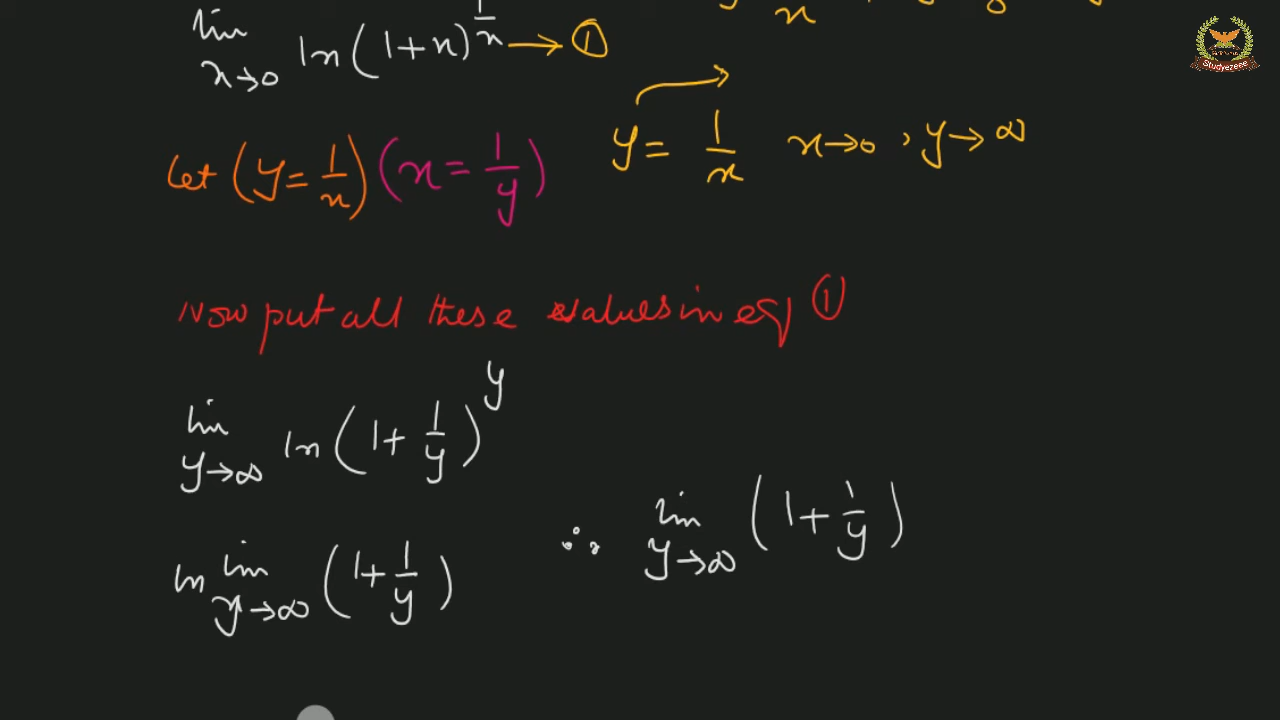 lim x→0 ln(1+x)^1/x → ①
Let (y = 1/x) (x = 1/y)
y = 1/x x→0, y→∞
Now put all these values in eq ①
lim y→∞ ln(1+1/y)^y
ln lim y→∞ (1+1/y)
∴ lim y→∞ (1+1/y)
Studyezee